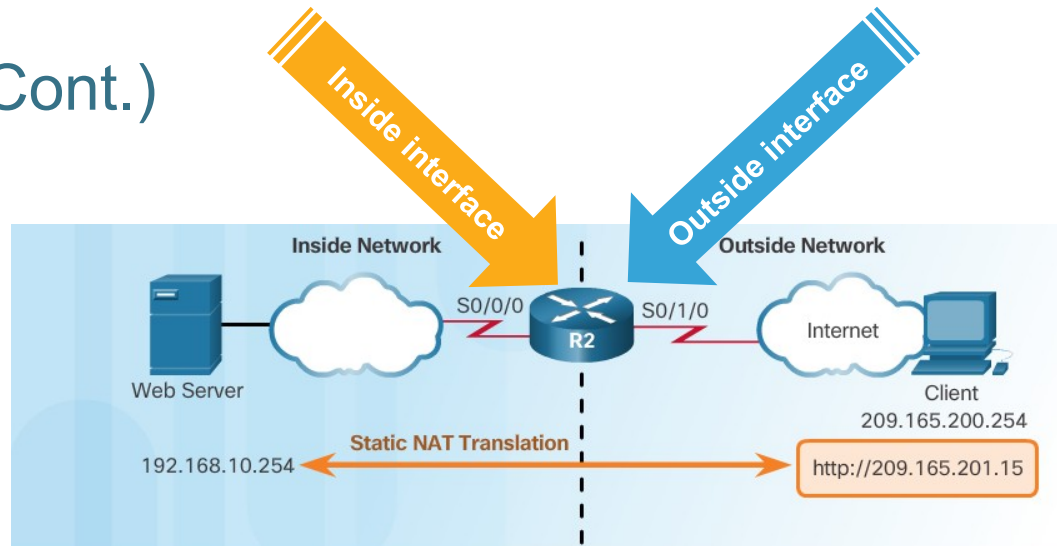 Cont.)
Inside interface
Outside interface
Inside Network
Outside Network
S0/0/0
S0/1/0
R2
Internet
Web Server
Client
209.165.200.254
Static NAT Translation
192.168.10.254
http://209.165.201.15